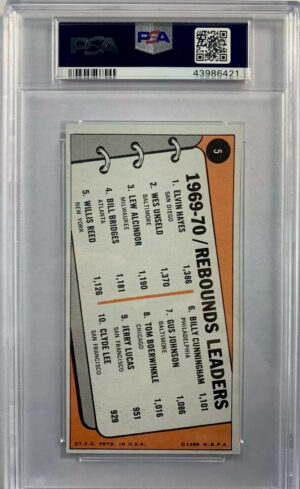 PSA
PSA
43986421
5
1969-70/REBOUNDS LEADERS
1. ELVIN HAYES 1,386
SAN DIEGO
2. WES UNSELD 1,370
BALTIMORE
3. LEW ALCINDOR 1,190
MILWAUKEE
4. BILL BRIDGES 1,181
ATLANTA
5. WILLIS REED 1,126
NEW YORK
6. BILLY CUNNINGHAM 1,101
PHILADELPHIA
7. GUS JOHNSON 1,086
BALTIMORE
8. TOM BOERWINKLE 1,016
CHICAGO
9. JERRY LUCAS 951
SAN FRANCISCO
10. CLYDE LEE 929
SAN FRANCISCO
©T.C.G. PRTD. IN U.S.A.
©1968 N.B.P.A.